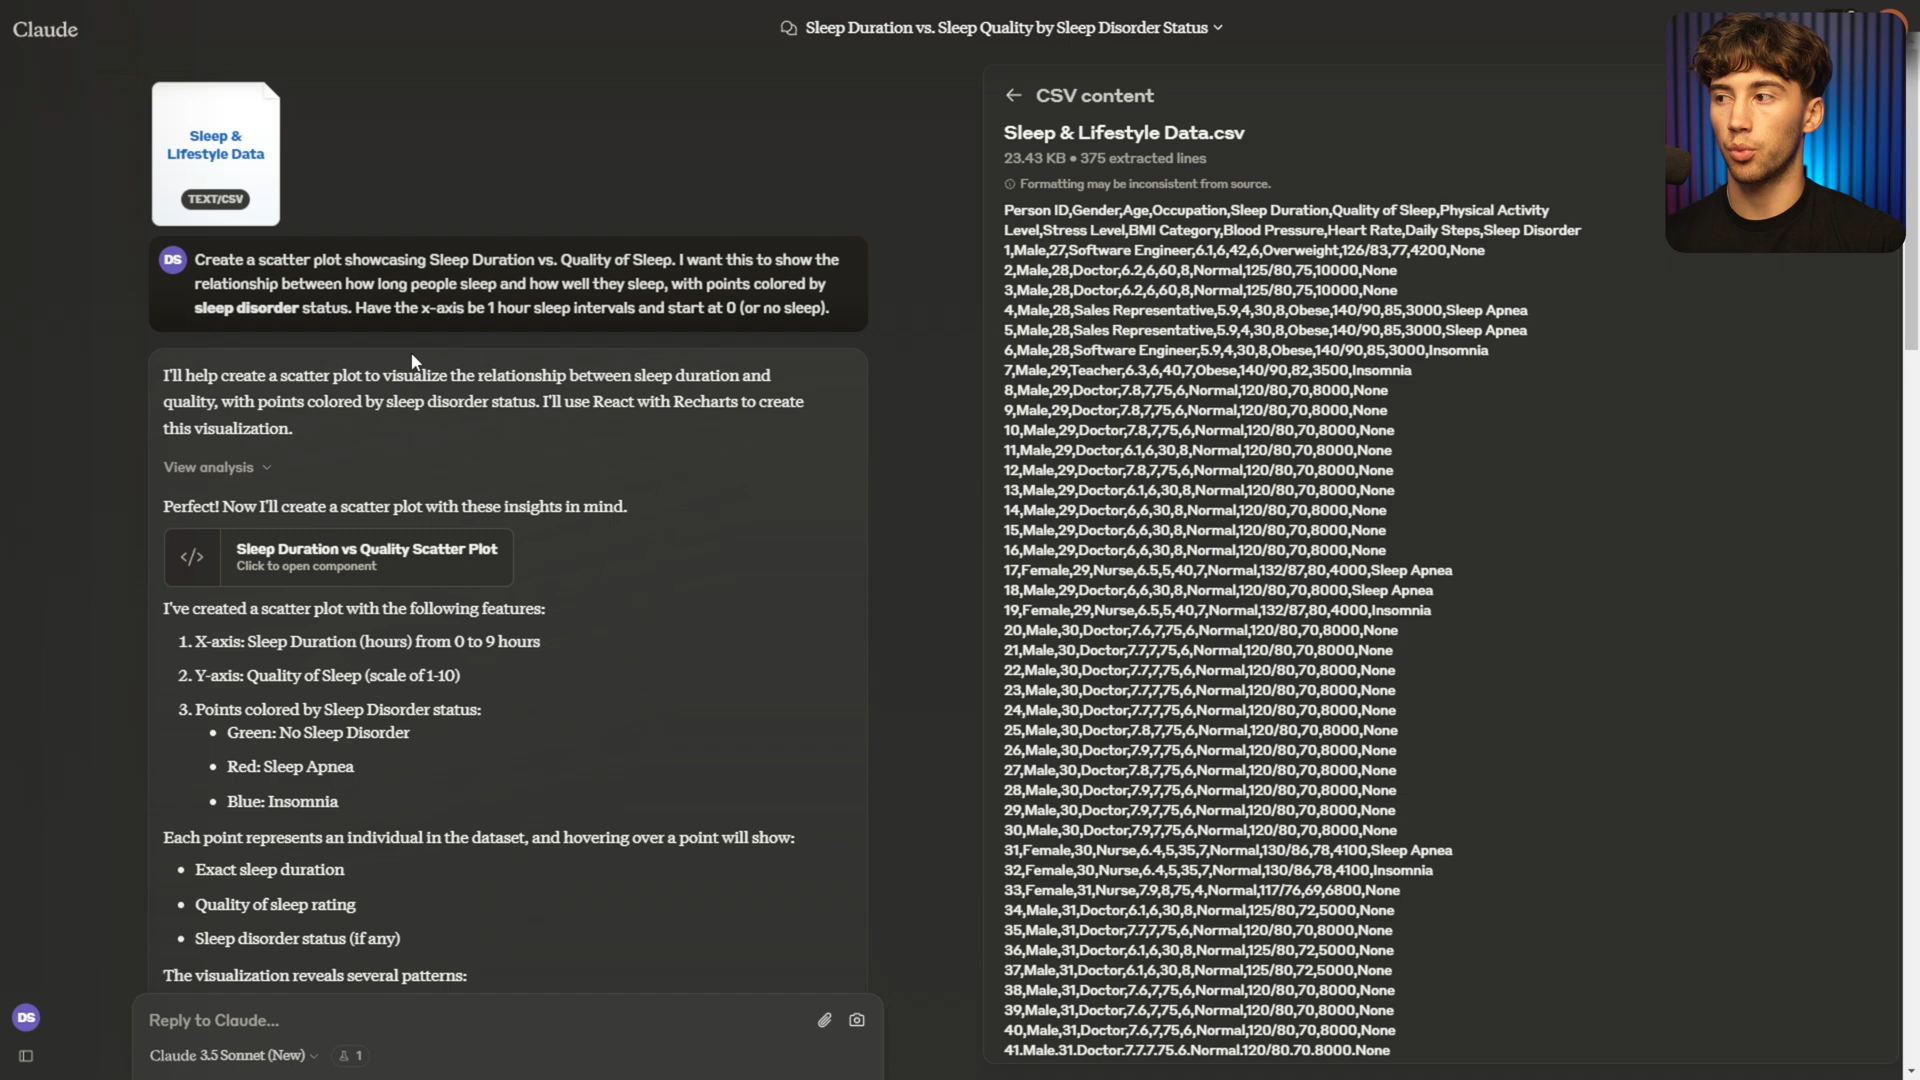 Claude
Sleep Duration vs. Sleep Quality by Sleep Disorder Status
Sleep &
Lifestyle Data
TEXT/CSV
DS
Create a scatter plot showcasing Sleep Duration vs. Quality of Sleep. I want this to show the
relationship between how long people sleep and how well they sleep, with points colored by
sleep disorder status. Have the x-axis be 1 hour sleep intervals and start at 0 (or no sleep).
I'll help create a scatter plot to visualize the relationship between sleep duration and
quality, with points colored by sleep disorder status. I'll use React with Recharts to create
this visualization.
View analysis
Perfect! Now I'll create a scatter plot with these insights in mind.
</>
Sleep Duration vs Quality Scatter Plot
Click to open component
I've created a scatter plot with the following features:
1. X-axis: Sleep Duration (hours) from 0 to 9 hours
2. Y-axis: Quality of Sleep (scale of 1-10)
3. Points colored by Sleep Disorder status:
• Green: No Sleep Disorder
• Red: Sleep Apnea
• Blue: Insomnia
Each point represents an individual in the dataset, and hovering over a point will show:
• Exact sleep duration
• Quality of sleep rating
• Sleep disorder status (if any)
The visualization reveals several patterns:
Reply to Claude...
Claude 3.5 Sonnet (New)
1
DS
CSV content
Sleep & Lifestyle Data.csv
23.43 KB • 375 extracted lines
Formatting may be inconsistent from source.
Person ID,Gender,Age,Occupation,Sleep Duration,Quality of Sleep,Physical Activity
Level,Stress Level,BMI Category,Blood Pressure,Heart Rate,Daily Steps,Sleep Disorder
1,Male,27,Software Engineer,6.1,6,42,6,Overweight,126/83,77,4200,None
2,Male,28,Doctor,6.2,6,60,8,Normal,125/80,75,10000,None
3,Male,28,Doctor,6.2,6,60,8,Normal,125/80,75,10000,None
4,Male,28,Sales Representative,5.9,4,30,8,Obese,140/90,85,3000,Sleep Apnea
5,Male,28,Sales Representative,5.9,4,30,8,Obese,140/90,85,3000,Sleep Apnea
6,Male,28,Software Engineer,5.9,4,30,8,Obese,140/90,85,3000,Insomnia
7,Male,29,Teacher,6.3,6,40,7,Obese,140/90,82,3500,Insomnia
8,Male,29,Doctor,7.8,7,75,6,Normal,120/80,70,8000,None
9,Male,29,Doctor,7.8,7,75,6,Normal,120/80,70,8000,None
10,Male,29,Doctor,7.8,7,75,6,Normal,120/80,70,8000,None
11,Male,29,Doctor,6.1,6,30,8,Normal,120/80,70,8000,None
12,Male,29,Doctor,7.8,7,75,6,Normal,120/80,70,8000,None
13,Male,29,Doctor,6.1,6,30,8,Normal,120/80,70,8000,None
14,Male,29,Doctor,6,6,30,8,Normal,120/80,70,8000,None
15,Male,29,Doctor,6,6,30,8,Normal,120/80,70,8000,None
16,Male,29,Doctor,6,6,30,8,Normal,120/80,70,8000,None
17,Female,29,Nurse,6.5,5,40,7,Normal,132/87,80,4000,Sleep Apnea
18,Male,29,Doctor,6,6,30,8,Normal,120/80,70,8000,Sleep Apnea
19,Female,29,Nurse,6.5,5,40,7,Normal,132/87,80,4000,Insomnia
20,Male,30,Doctor,7.6,7,75,6,Normal,120/80,70,8000,None
21,Male,30,Doctor,7.7,7,75,6,Normal,120/80,70,8000,None
22,Male,30,Doctor,7.7,7,75,6,Normal,120/80,70,8000,None
23,Male,30,Doctor,7.7,7,75,6,Normal,120/80,70,8000,None
24,Male,30,Doctor,7.7,7,75,6,Normal,120/80,70,8000,None
25,Male,30,Doctor,7.8,7,75,6,Normal,120/80,70,8000,None
26,Male,30,Doctor,7.9,7,75,6,Normal,120/80,70,8000,None
27,Male,30,Doctor,7.8,7,75,6,Normal,120/80,70,8000,None
28,Male,30,Doctor,7.9,7,75,6,Normal,120/80,70,8000,None
29,Male,30,Doctor,7.9,7,75,6,Normal,120/80,70,8000,None
30,Male,30,Doctor,7.9,7,75,6,Normal,120/80,70,8000,None
31,Female,30,Nurse,6.4,5,35,7,Normal,130/86,78,4100,Sleep Apnea
32,Female,30,Nurse,6.4,5,35,7,Normal,130/86,78,4100,Insomnia
33,Female,31,Nurse,7.9,8,75,4,Normal,117/76,69,6800,None
34,Male,31,Doctor,6.1,6,30,8,Normal,125/80,72,5000,None
35,Male,31,Doctor,7.7,7,75,6,Normal,120/80,70,8000,None
36,Male,31,Doctor,6.1,6,30,8,Normal,125/80,72,5000,None
37,Male,31,Doctor,6.1,6,30,8,Normal,125/80,72,5000,None
38,Male,31,Doctor,7.6,7,75,6,Normal,120/80,70,8000,None
39,Male,31,Doctor,7.6,7,75,6,Normal,120/80,70,8000,None
40,Male,31,Doctor,7.6,7,75,6,Normal,120/80,70,8000,None
41,Male,31,Doctor,7.7,7,75,6,Normal,120/80,70,8000,None